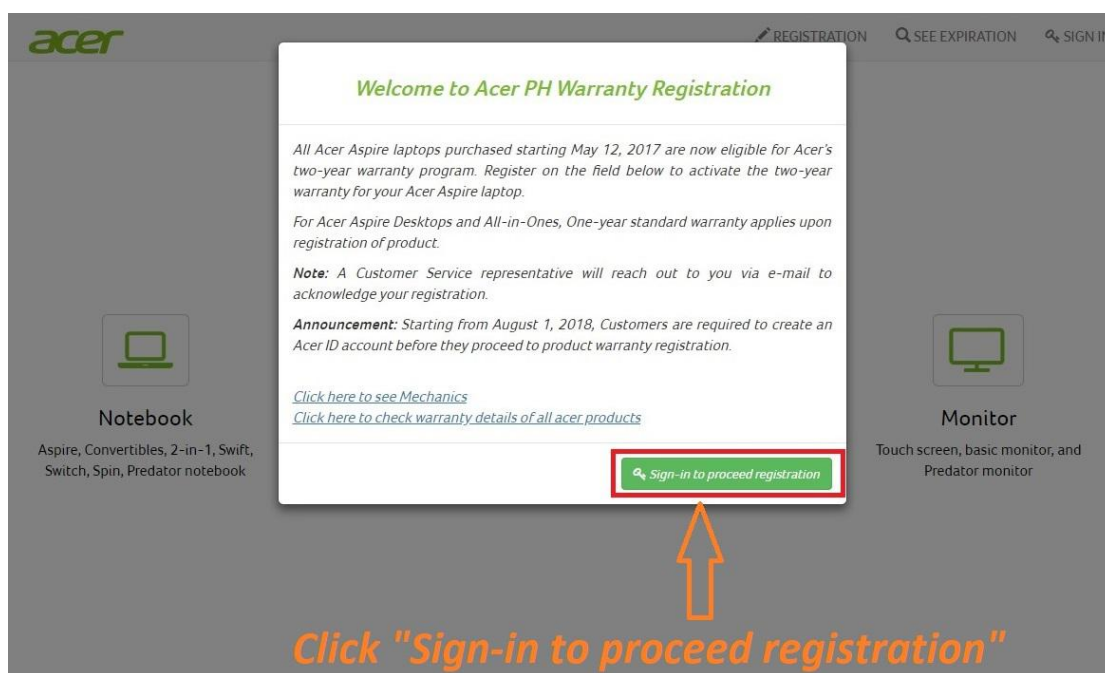 acer
REGISTRATION SEE EXPIRATION SIGN IN
Welcome to Acer PH Warranty Registration
All Acer Aspire laptops purchased starting May 12, 2017 are now eligible for Acer's
two-year warranty program. Register on the field below to activate the two-year
warranty for your Acer Aspire laptop.
For Acer Aspire Desktops and All-in-Ones, One-year standard warranty applies upon
registration of product.
Note: A Customer Service representative will reach out to you via e-mail to
acknowledge your registration.
Announcement: Starting from August 1, 2018, Customers are required to create an
Acer ID account before they proceed to product warranty registration.
Click here to see Mechanics
Click here to check warranty details of all acer products
Sign-in to proceed registration
Notebook
Aspire, Convertibles, 2-in-1, Swift,
Switch, Spin, Predator notebook
Monitor
Touch screen, basic monitor, and
Predator monitor
Click "Sign-in to proceed registration"